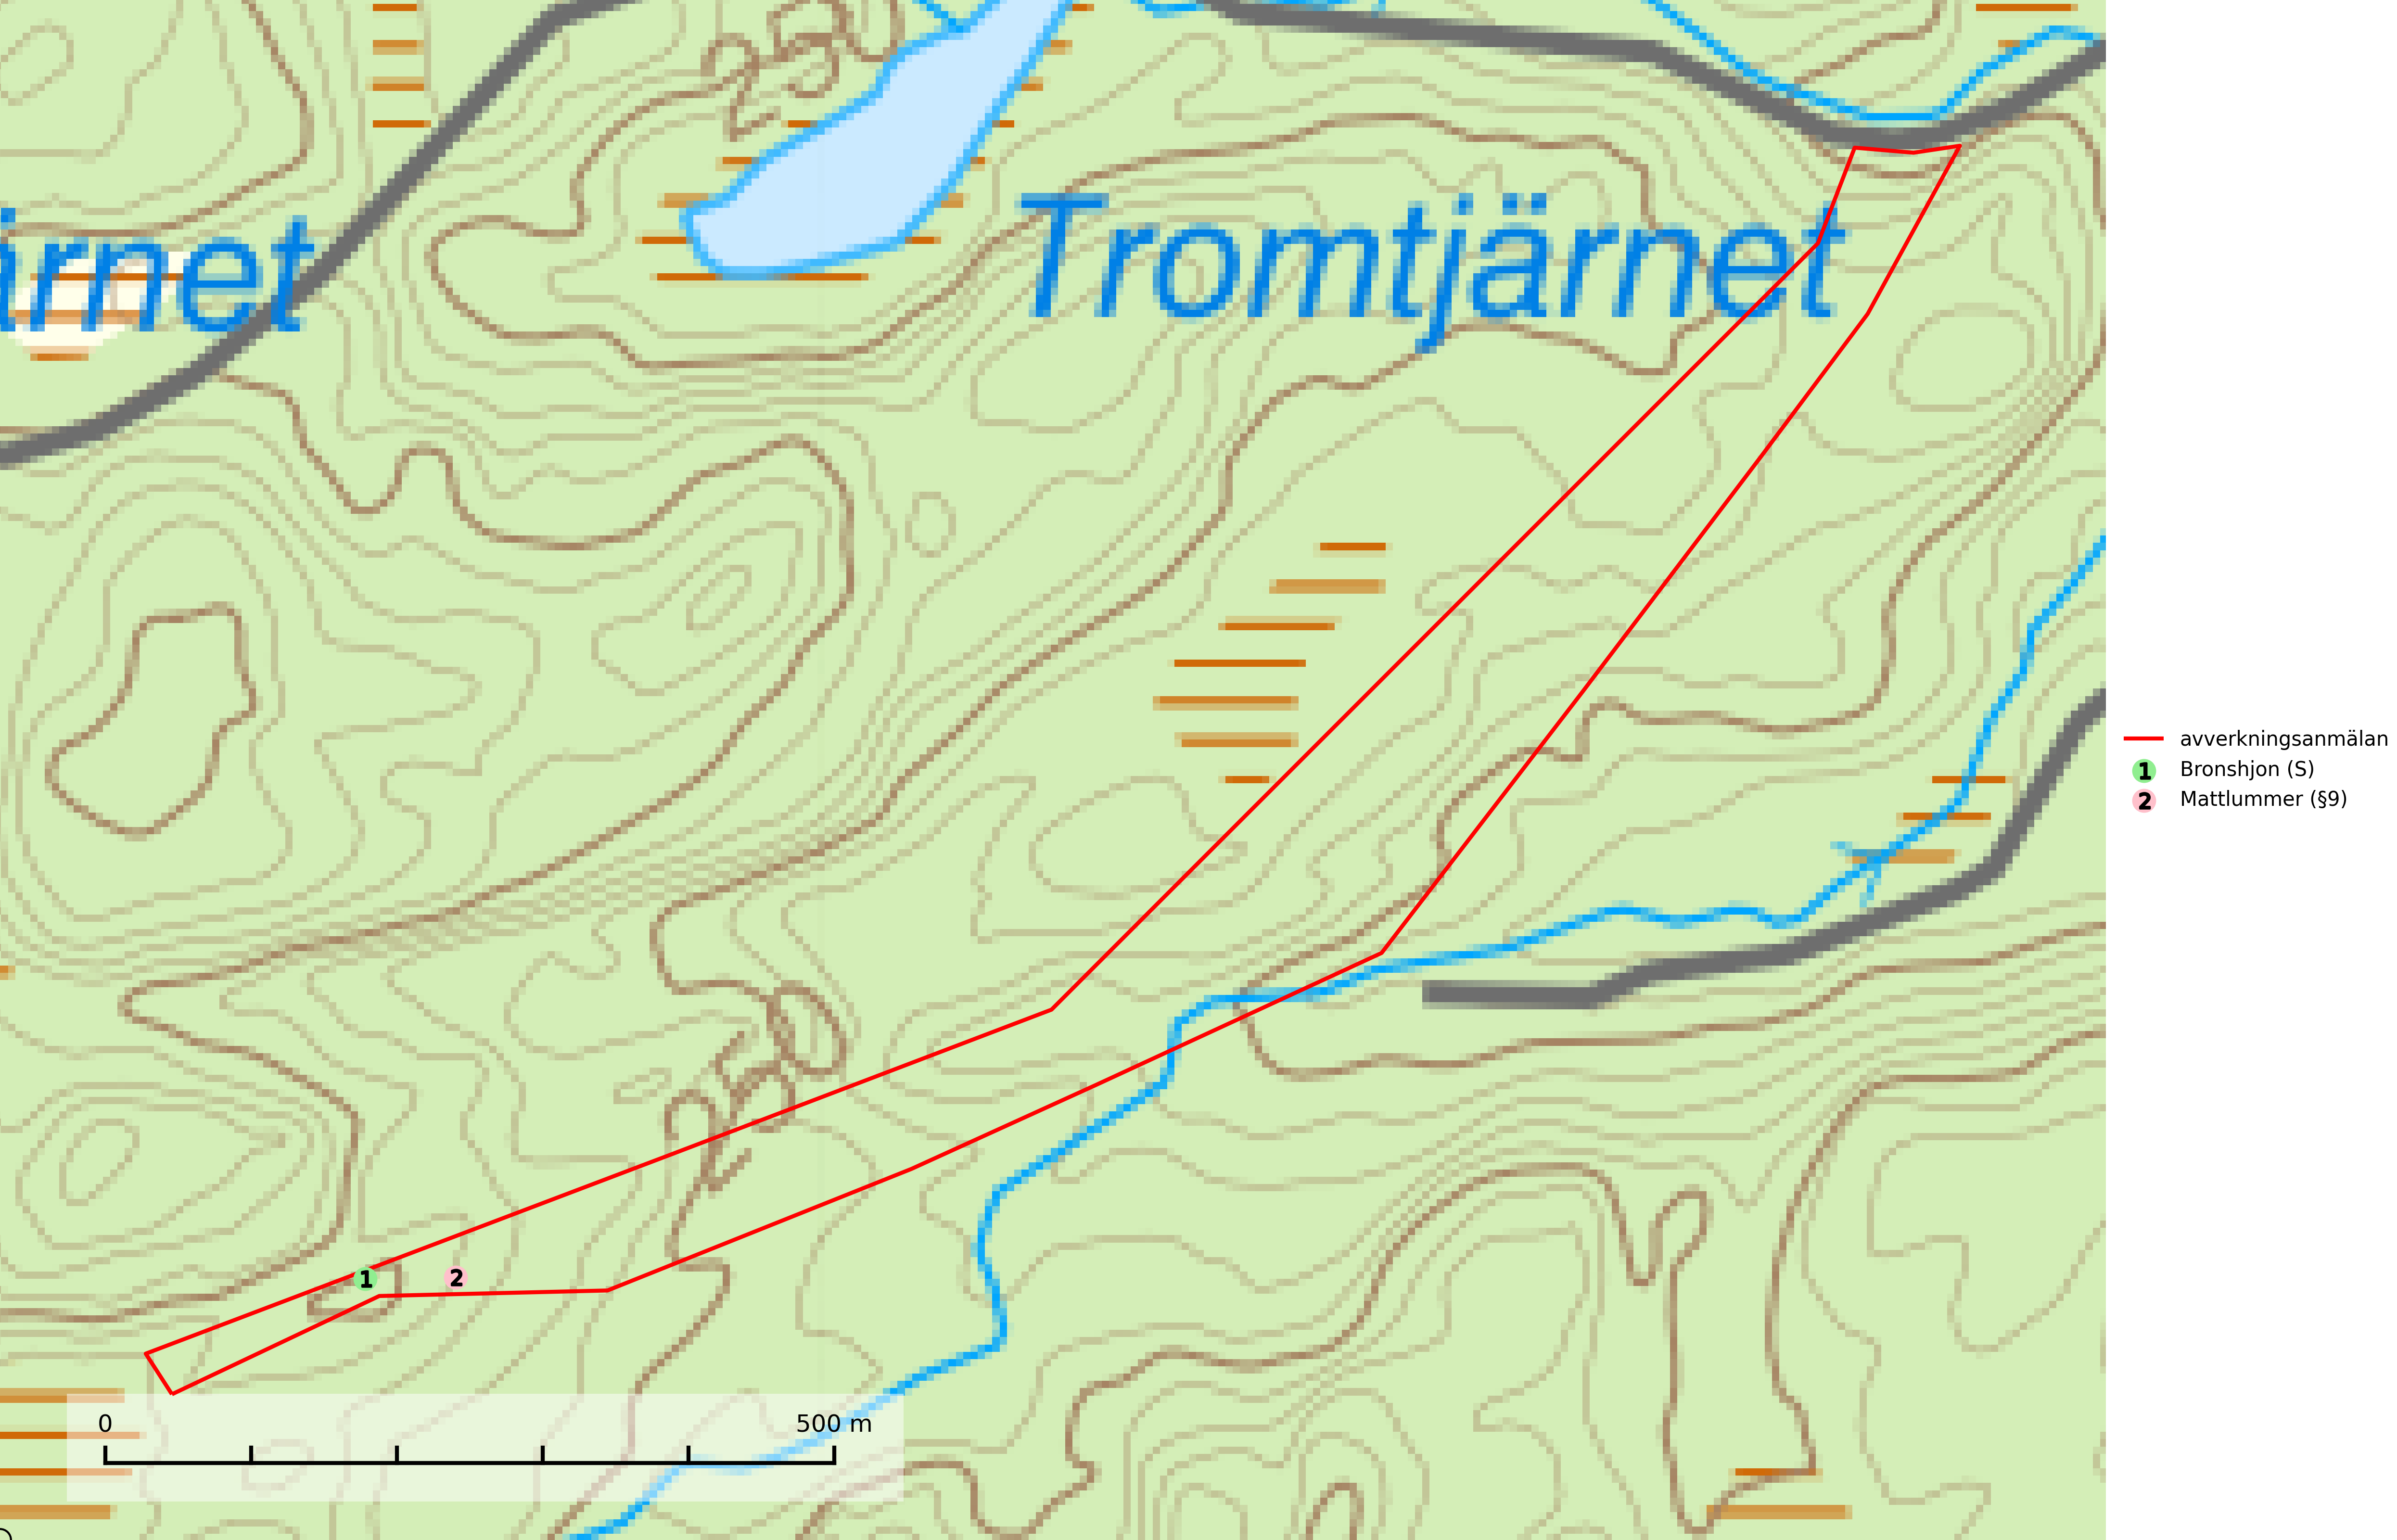 Tromtjärnet
ärnet
avverkningsanmälan
1 Bronshjon (S)
2 Mattlummer (§9)
1 2
0 500 m